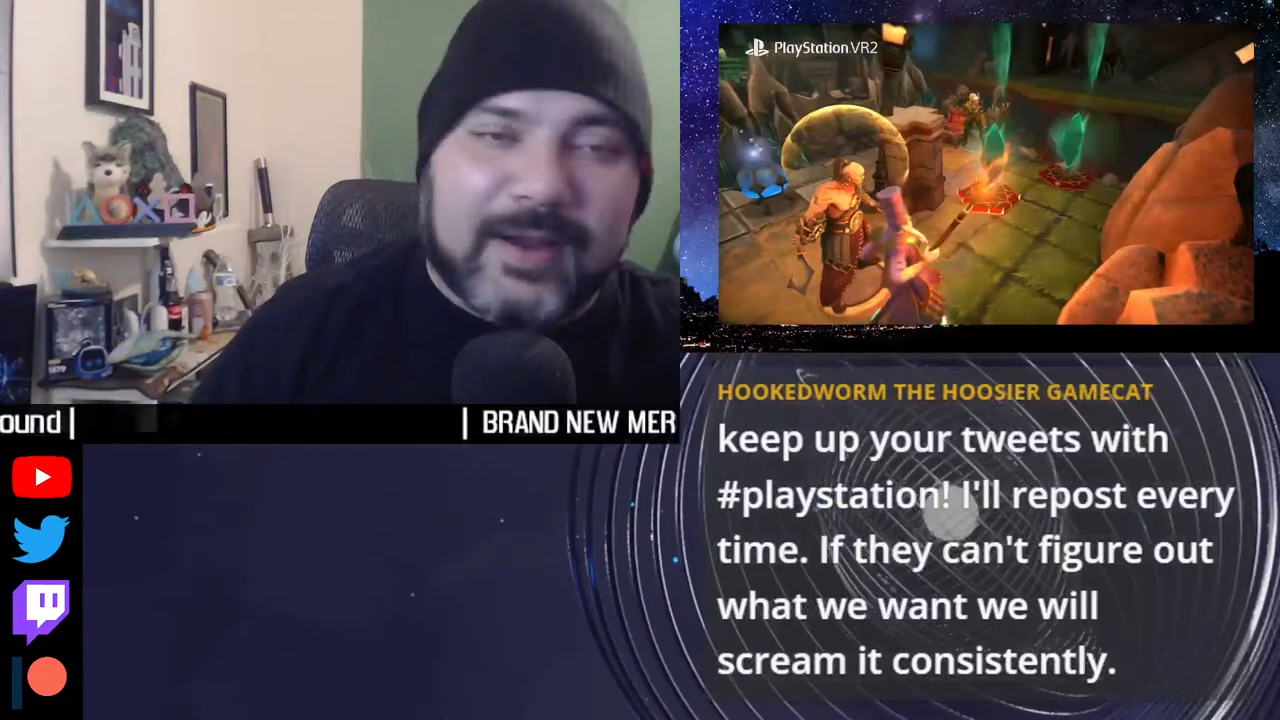 PlayStation VR2
HOOKEDWORM THE HOOSIER GAMECAT
keep up your tweets with
#playstation! I'll repost every
time. If they can't figure out
what we want we will
scream it consistently.
ound |
| BRAND NEW MER